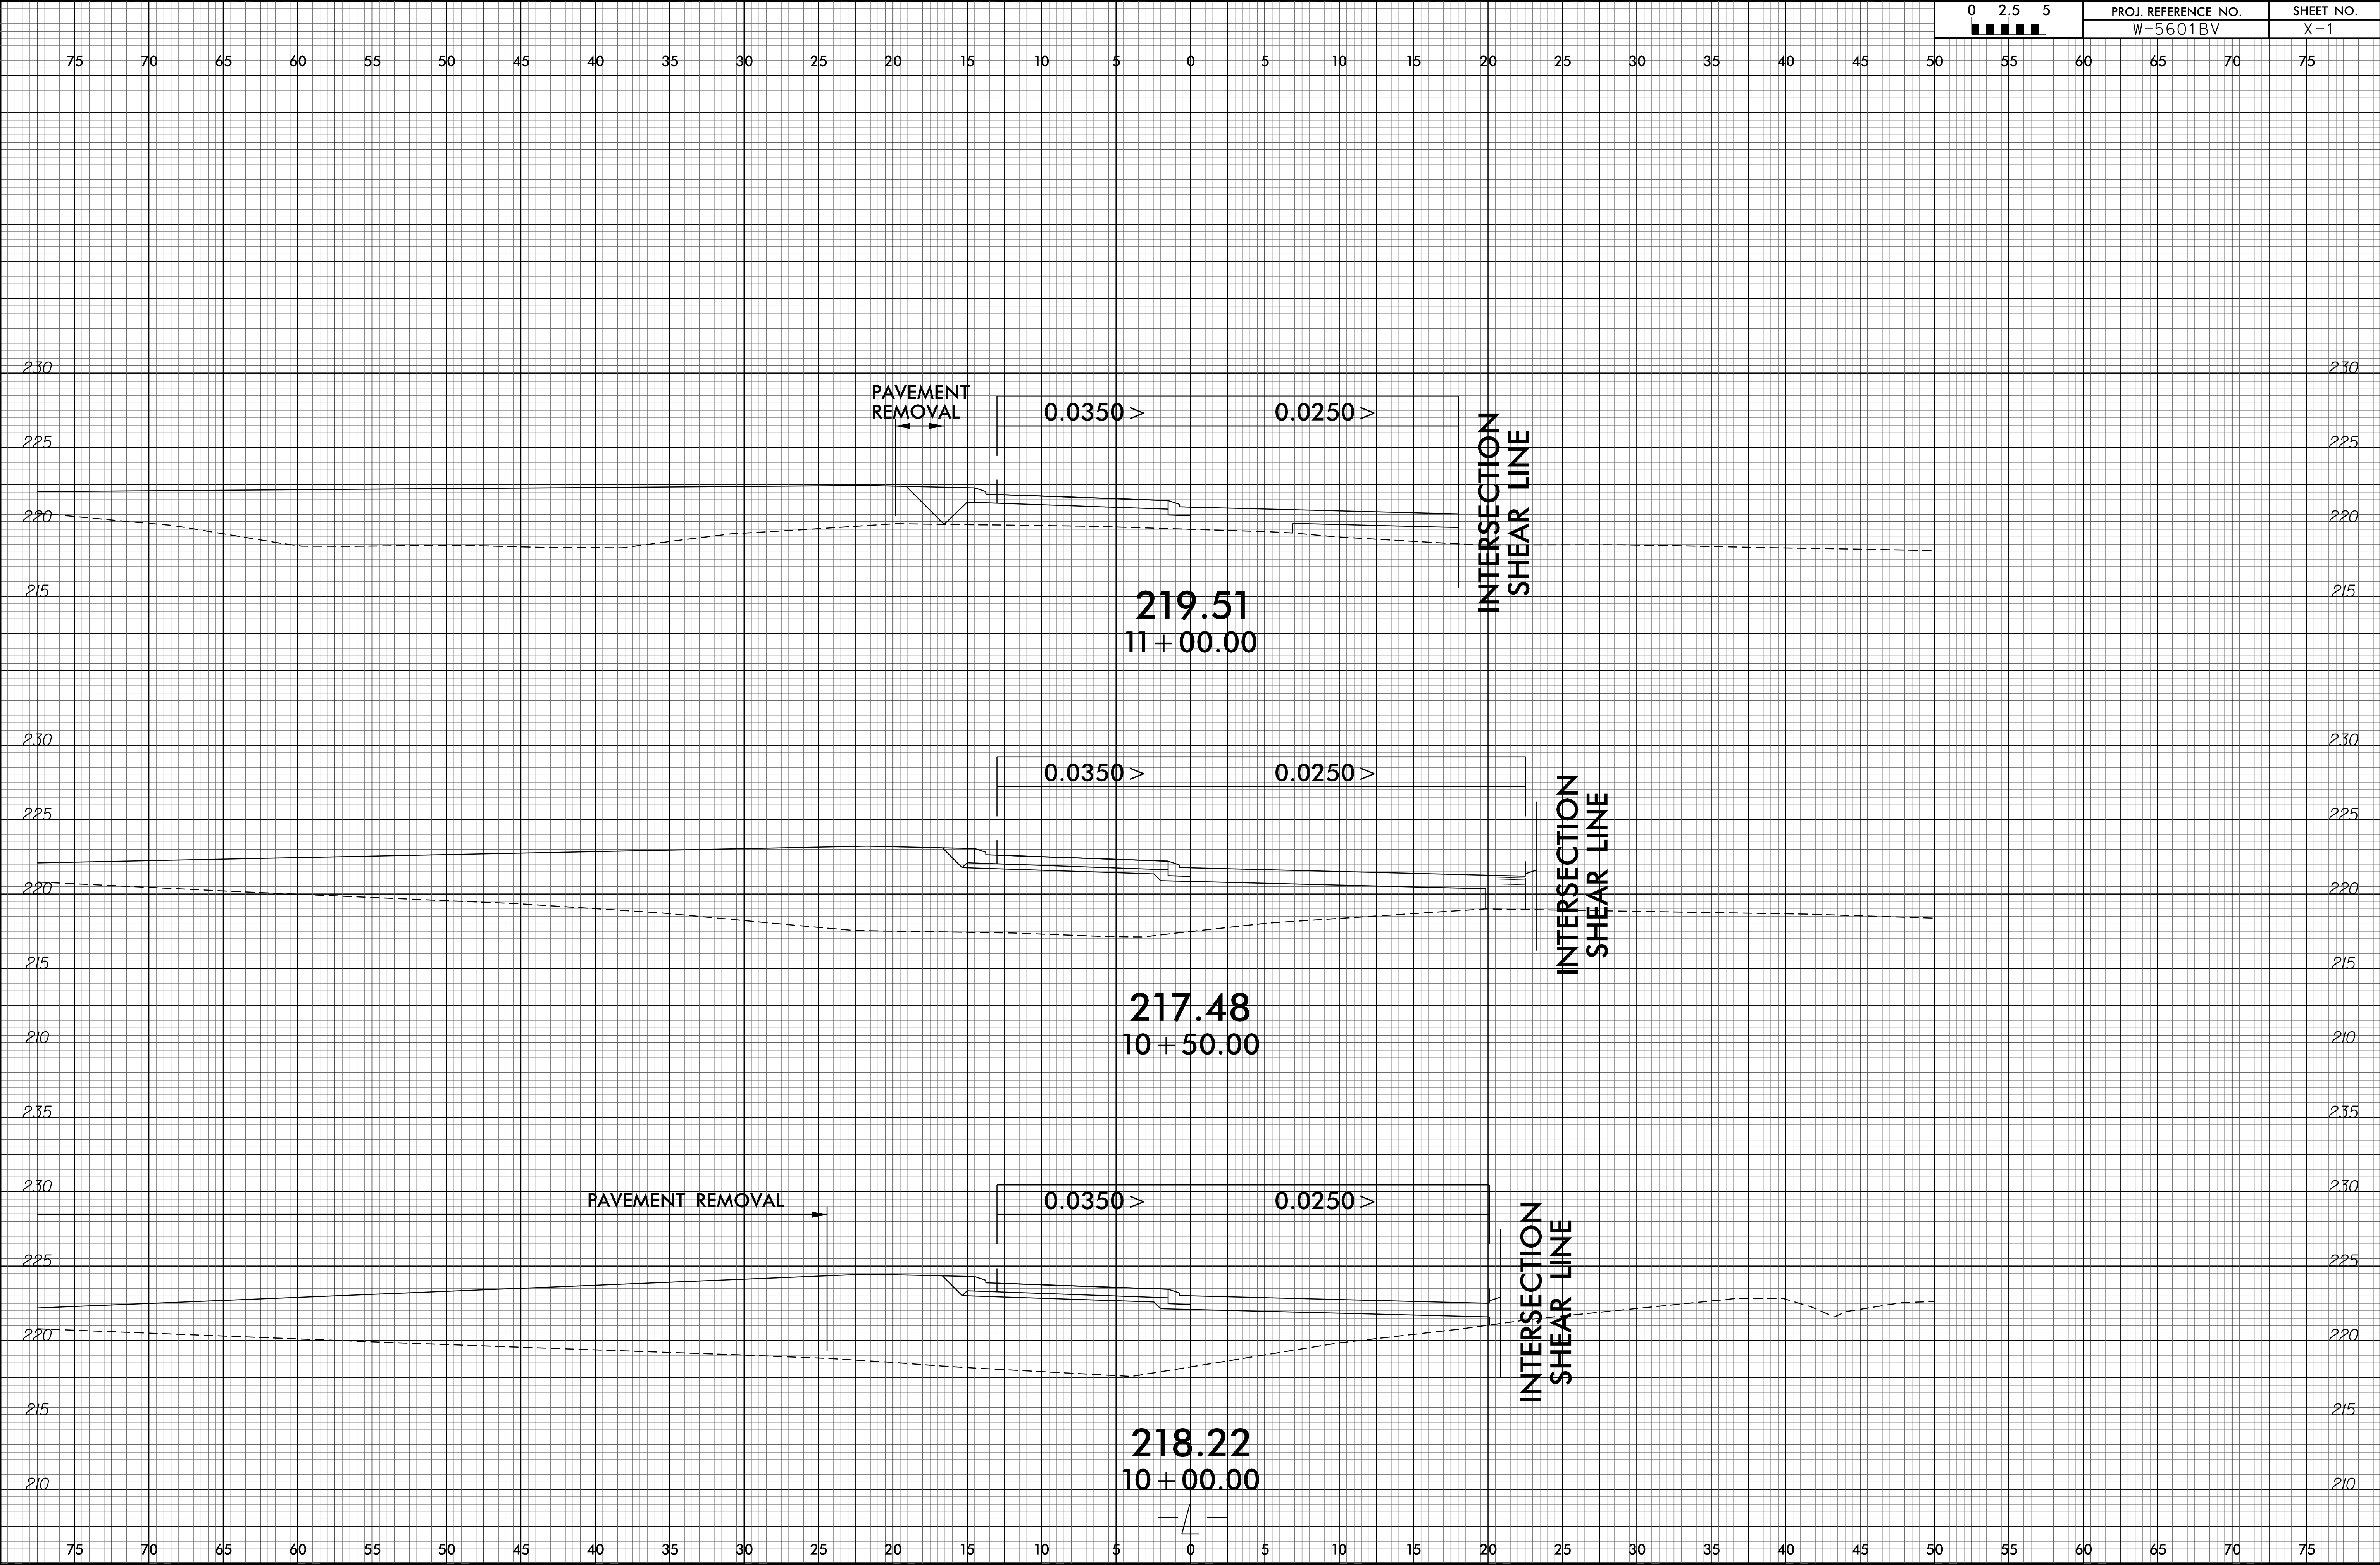 0 2.5 5
PROJ. REFERENCE NO. SHEET NO.
W-5601BV X-1
75 70 65 60 55 50 45 40 35 30 25 20 15 10 5 0 5 10 15 20 25 30 35 40 45 50 55 60 65 70 75
230 230
PAVEMENT
REMOVAL
0.0350 > 0.0250 >
225 225
INTERSECTION
SHEAR LINE
220 220
215 215
219.51
11+00.00
230 230
0.0350 > 0.0250 >
225 225
INTERSECTION
SHEAR LINE
220 220
215 215
217.48
10+50.00
210 210
235 235
230 230
PAVEMENT REMOVAL
0.0350 > 0.0250 >
225 225
INTERSECTION
SHEAR LINE
220 220
215 215
218.22
10+00.00
210 210
75 70 65 60 55 50 45 40 35 30 25 20 15 10 5 0 5 10 15 20 25 30 35 40 45 50 55 60 65 70 75